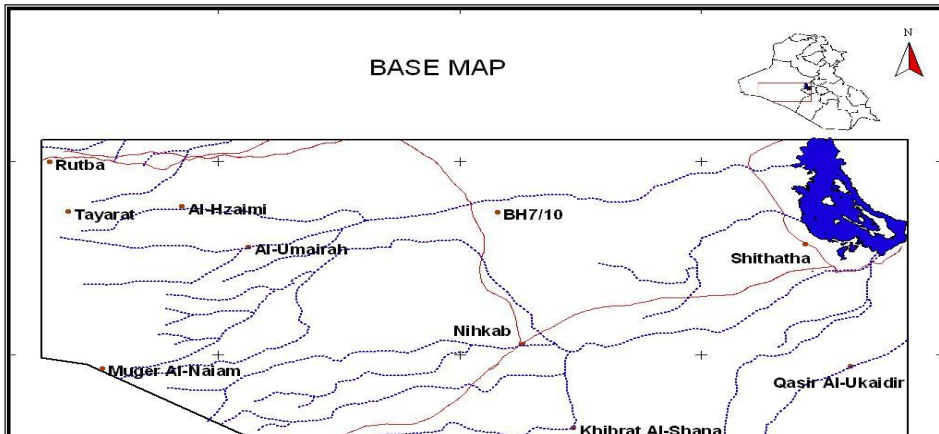 N
BASE MAP
Rutba
Tayarat
Al-Hzaimi
BH7/10
Al-Umairah
Shithatha
Nihkab
Muger Al-Naiam
Qasir Al-Ukaidir
Khibrat Al-Shana